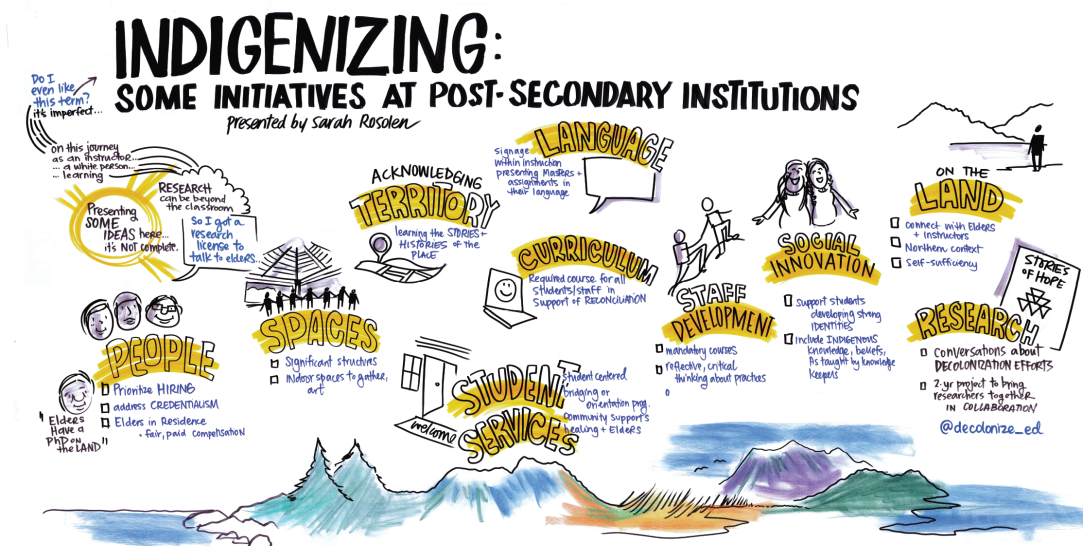 INDIGENIZING:
SOME INITIATIVES AT POST-SECONDARY INSTITUTIONS
presented by Sarah Rosolen
Do I
even like
this term?
it's imperfect...
on this journey
as an instructor...
... a white person...
... learning
Presenting
SOME
IDEAS here...
it's NOT complete.
RESEARCH
can be beyond
the classroom
So I got a
research
license to
talk to elders...
PEOPLE
Prioritize HIRING
address CREDENTIALISM
Elders in Residence
• fair, paid compensation
"Elders
Have a
PhD on
the LAND"
SPACES
Significant structures
Indoor spaces to gather,
art
ACKNOWLEDGING
TERRITORY
learning the STORIES +
HISTORIES of the
PLACE
LANGUAGE
signage
within instruction
presenting Masters +
assignments in
their language
CURRICULUM
Required course for all
students/staff in
support of RECONCILIATION
welcome
STUDENT
SERVICES
student centered
bridging or
orientation prog.
community supports
healing + Elders
STAFF
DEVELOPMENT
mandatory courses
reflective, critical
thinking about practices
SOCIAL
INNOVATION
support students
developing strong
IDENTITIES
include INDIGENOUS
knowledge, beliefs,
As taught by knowledge
keepers
ON THE
LAND
connect with Elders
+ instructors
Northern context
Self-sufficiency
STORIES
OF HOPE
RESEARCH
conversations about
DECOLONIZATION EFFORTS
2-yr project to bring
researchers together
IN COLLABORATION
@decolonize_ed